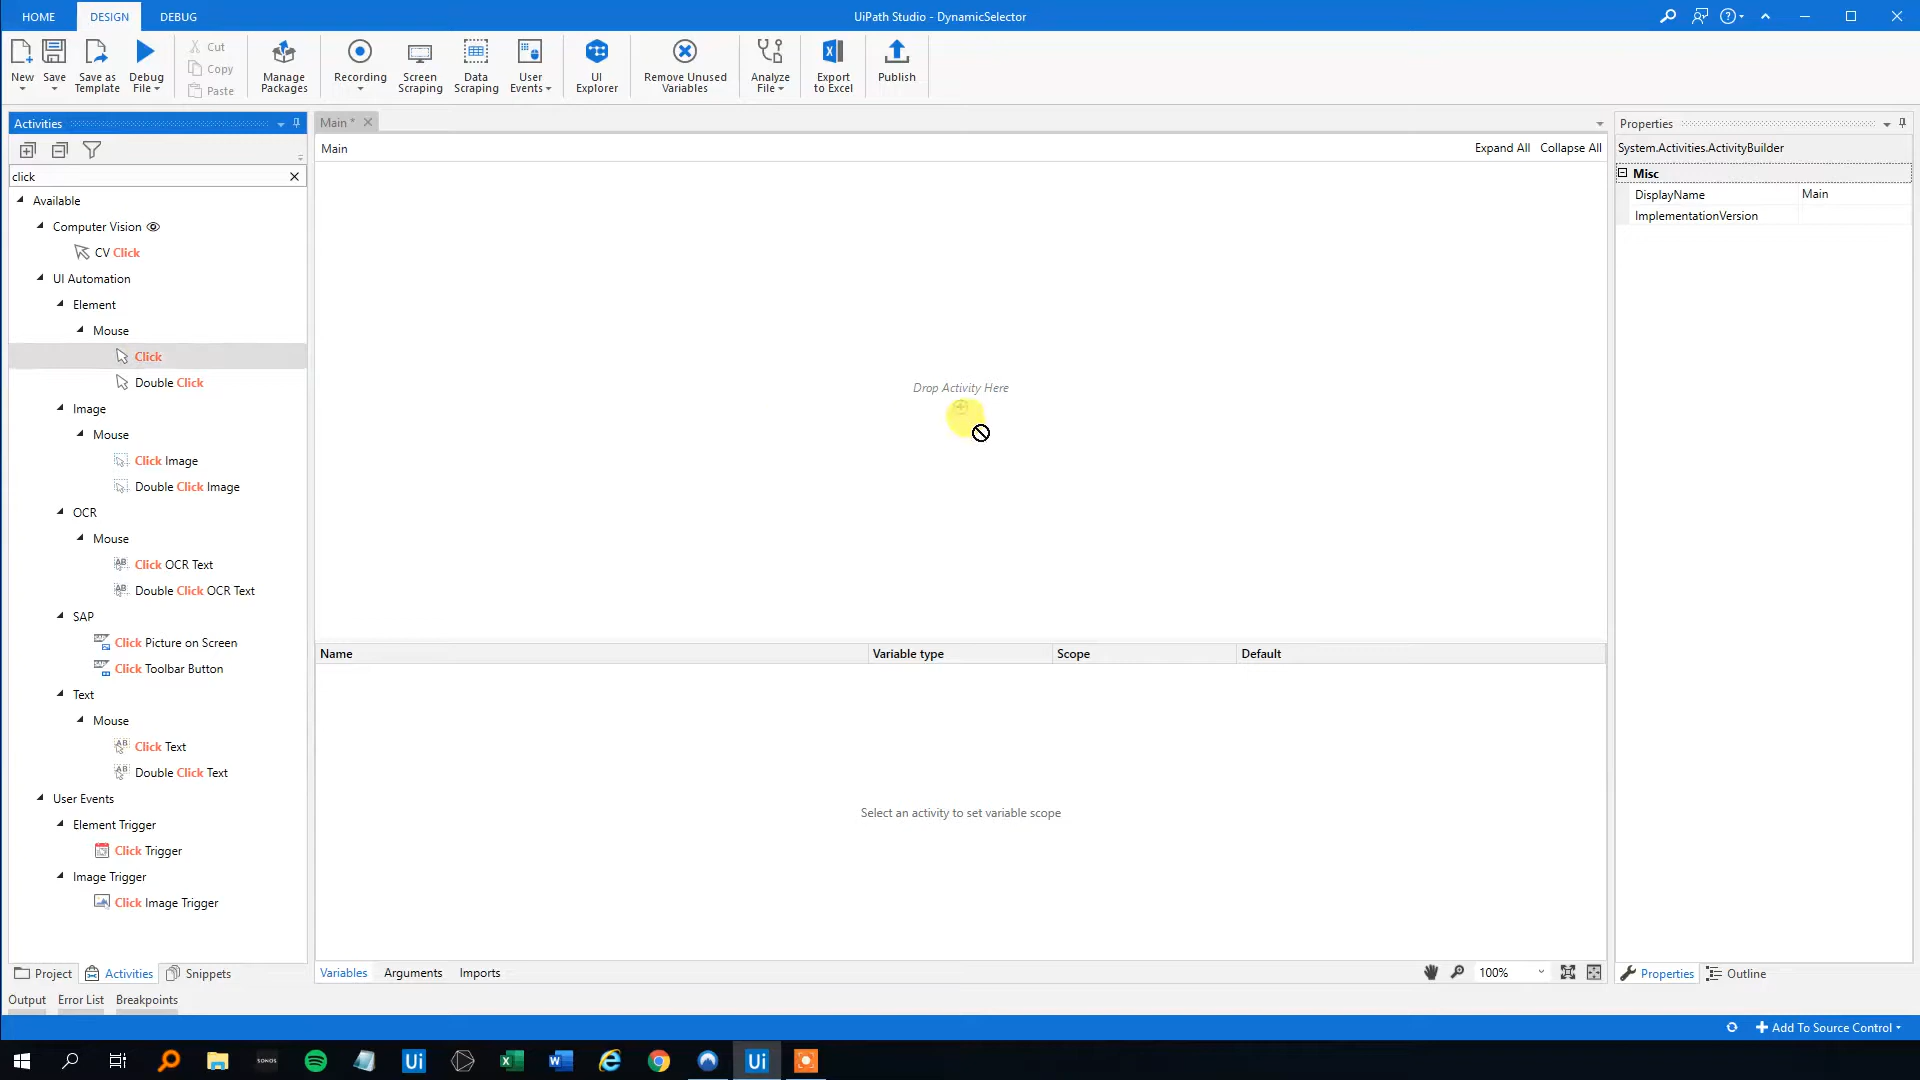 HOME DESIGN DEBUG
UiPath Studio - DynamicSelector
New Save Save as Template Debug File
Cut
Copy
Paste
Manage Packages
Recording
Screen Scraping
Data Scraping
User Events
UI Explorer
Remove Unused Variables
Analyze File
Export to Excel
Publish
Activities
click
Available
Computer Vision
CV Click
UI Automation
Element
Mouse
Click
Double Click
Image
Mouse
Click Image
Double Click Image
OCR
Mouse
Click OCR Text
Double Click OCR Text
SAP
Click Picture on Screen
Click Toolbar Button
Text
Mouse
Click Text
Double Click Text
User Events
Element Trigger
Click Trigger
Image Trigger
Click Image Trigger
Project Activities Snippets
Main *
Main
Expand All Collapse All
Drop Activity Here
Name Variable type Scope Default
Select an activity to set variable scope
Variables Arguments Imports
100%
Properties
System.Activities.ActivityBuilder
Misc
DisplayName Main
ImplementationVersion
Properties Outline
Output Error List Breakpoints
Add To Source Control
SONOS
Ui
Ui